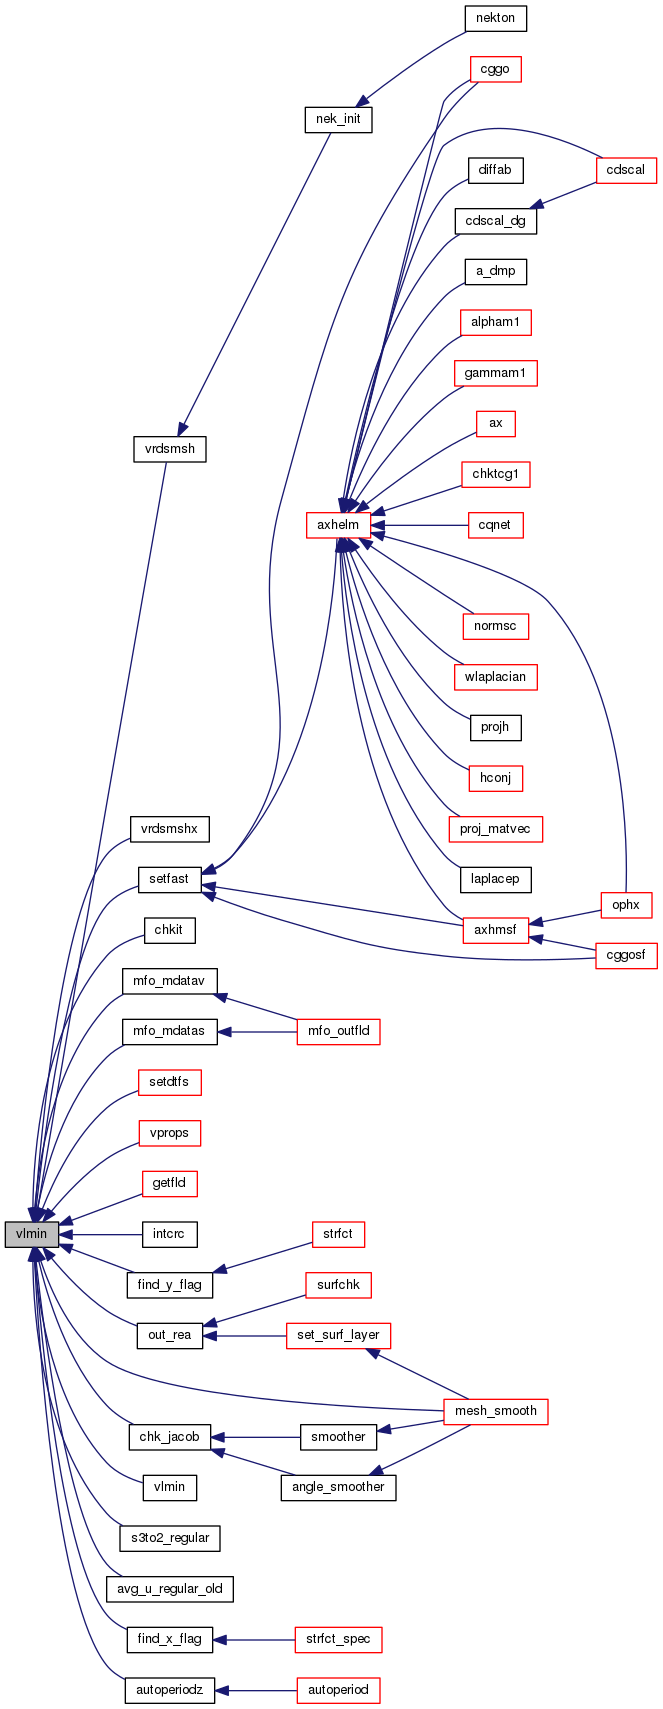 nekton
cggo
nek_init
diffab
cdscal
cdscal_dg
a_dmp
alpham1
gammam1
ax
vrdsmsh
chktcg1
axhelm
cqnet
normsc
wlaplacian
projh
hconj
vrdsmshx
proj_matvec
setfast
laplacep
ophx
chkit
axhmsf
cggosf
mfo_mdatav
mfo_mdatas
mfo_outfld
setdtfs
vprops
getfld
vlmin
intcrc
strfct
find_y_flag
surfchk
out_rea
set_surf_layer
mesh_smooth
chk_jacob
smoother
vlmin
angle_smoother
s3to2_regular
avg_u_regular_old
find_x_flag
strfct_spec
autoperiodz
autoperiod